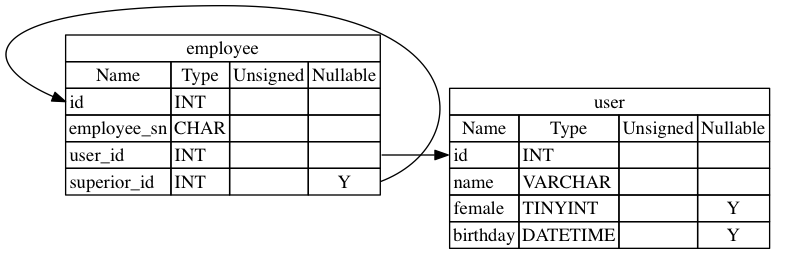 employee
Name Type Unsigned Nullable
id INT
employee_sn CHAR
user_id INT
superior_id INT Y
user
Name Type Unsigned Nullable
id INT
name VARCHAR
female TINYINT Y
birthday DATETIME Y